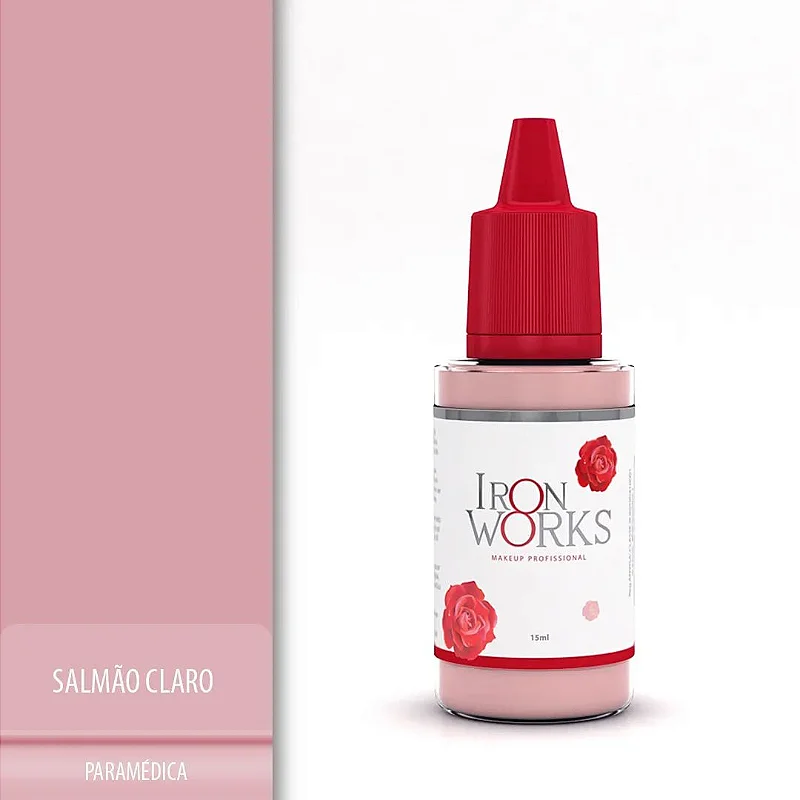 SALMÃO CLARO
PARAMÉDICA
IRON
WORKS
MAKEUP PROFISSIONAL
15ml